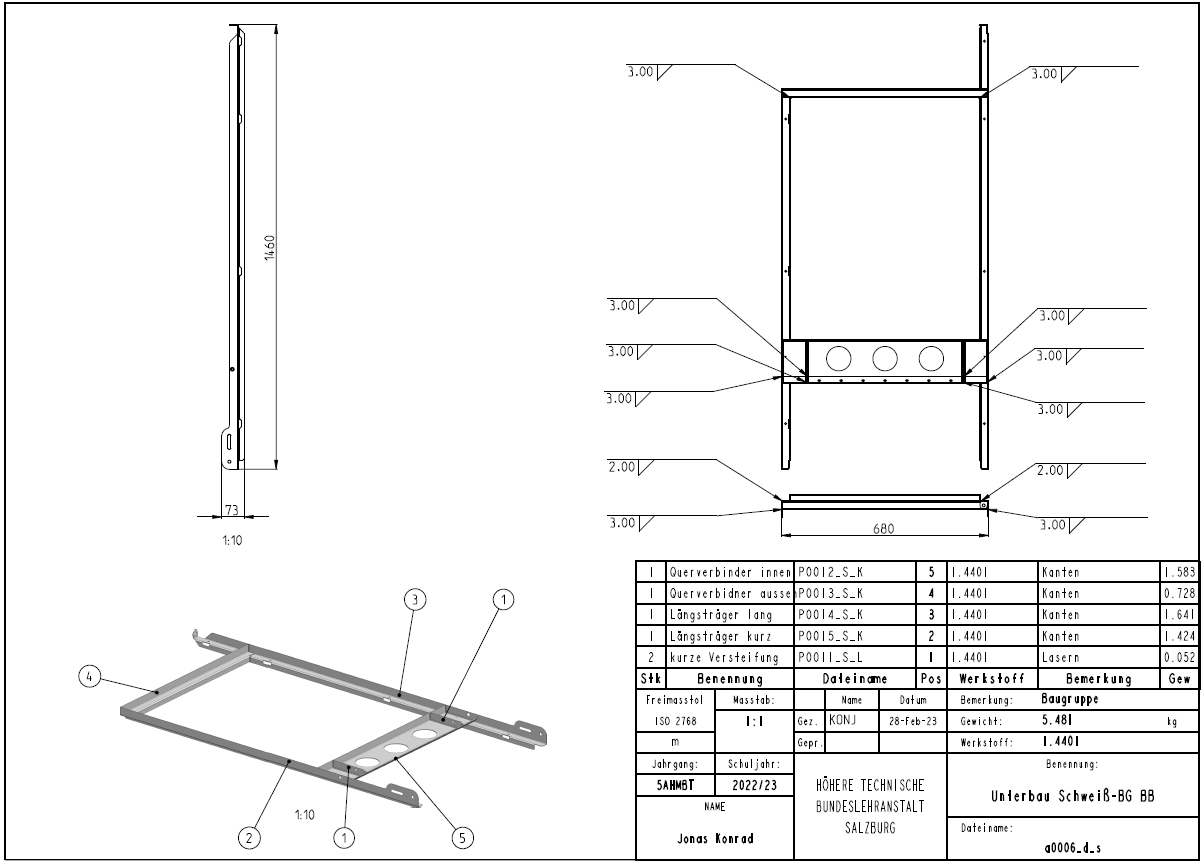 1460
73
1:10
3.00
3.00
3.00
3.00
3.00
3.00
3.00
3.00
2.00
2.00
3.00
3.00
680
3
1
4
2
1
5
1:10
1 Querverbinder innen P0012_S_K 5 1.4401 Kanten 1.583
1 Querverbidner aussen P0013_S_K 4 1.4401 Kanten 0.728
1 Längsträger lang P0014_S_K 3 1.4401 Kanten 1.641
1 Längsträger kurz P0015_S_K 2 1.4401 Kanten 1.424
2 kurze Versteifung P0011_S_L 1 1.4401 Lasern 0.052
Stk Benennung Dateiname Pos Werkstoff Bemerkung Gew
Freimasstol Masstab: Name Datum Bemerkung: Baugruppe
ISO 2768 1:1 Gez. KONJ 28-Feb-23 Gewicht: 5.481 kg
m Gepr. Werkstoff: 1.4401
Jahrgang: Schuljahr: Benennung:
5AHMBT 2022/23
HÖHERE TECHNISCHE
BUNDESLEHRANSTALT
SALZBURG
Unterbau Schweiß-BG BB
NAME
Jonas Konrad
Dateiname:
a0006_d_s